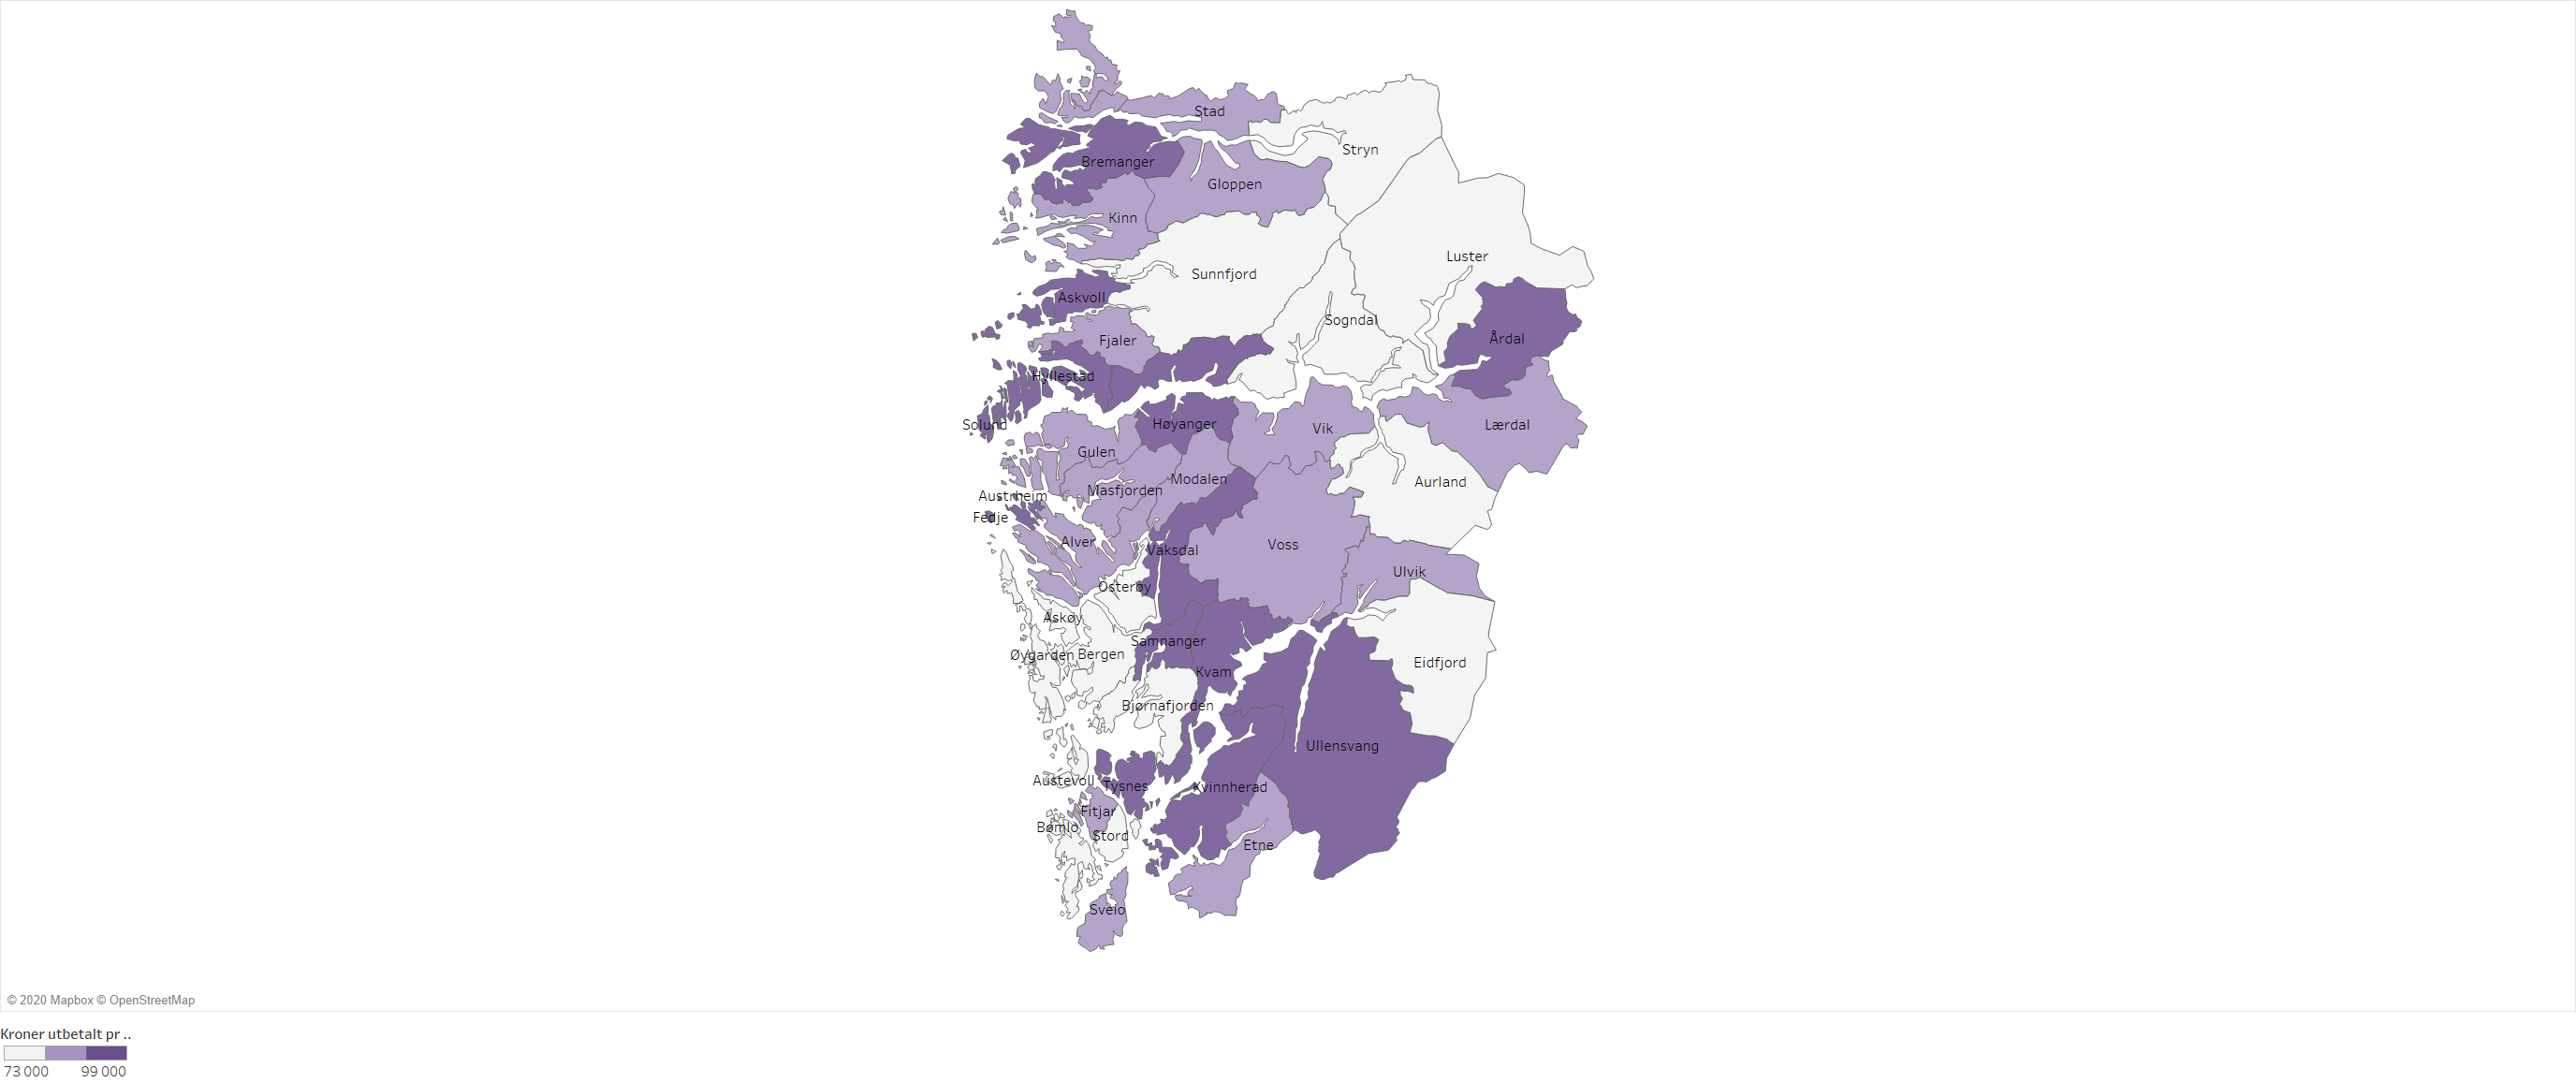 Stad
Stryn
Bremanger
Gloppen
Kinn
Luster
Sunnfjord
Askvoll
Sogndal
Årdal
Fjaler
Hyllestad
Solund
Høyanger
Vik
Lærdal
Gulen
Modalen
Aurland
Masfjorden
Austrheim
Fedje
Alver
Voss
Vaksdal
Ulvik
Osterøy
Askøy
Samnanger
Øygarden
Bergen
Eidfjord
Kvam
Bjørnafjorden
Ullensvang
Austevoll
Tysnes
Kvinnherad
Fitjar
Bømlo
Stord
Etne
Sveio
© 2020 Mapbox © OpenStreetMap
Kroner utbetalt pr ..
73 000 99 000